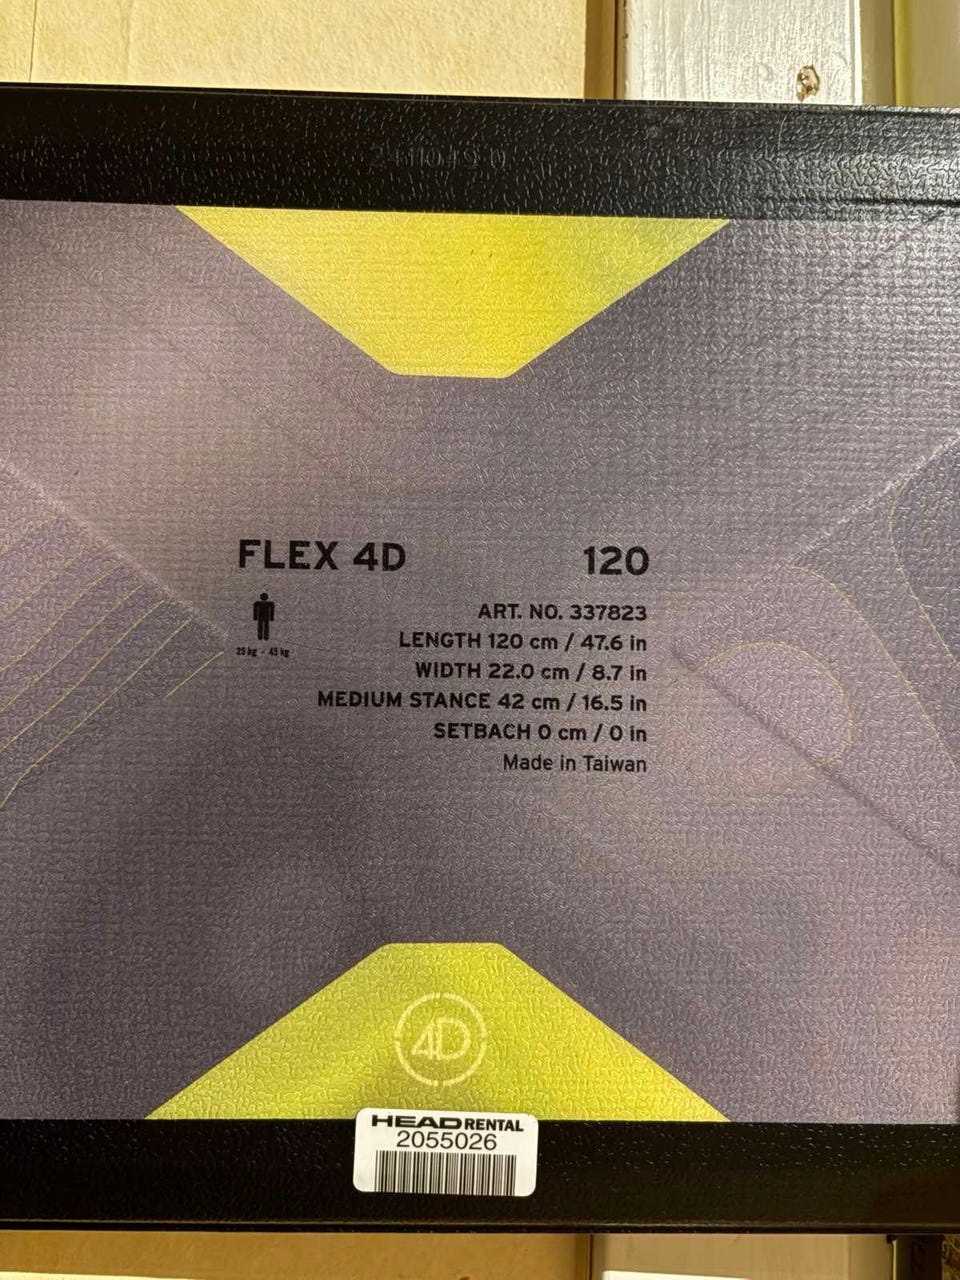 FLEX 4D 120
ART. NO. 337823
LENGTH 120 cm / 47.6 in
25 kg - 45 kg
WIDTH 22.0 cm / 8.7 in
MEDIUM STANCE 42 cm / 16.5 in
SETBACH 0 cm / 0 in
Made in Taiwan
4D
HEAD RENTAL
2055026